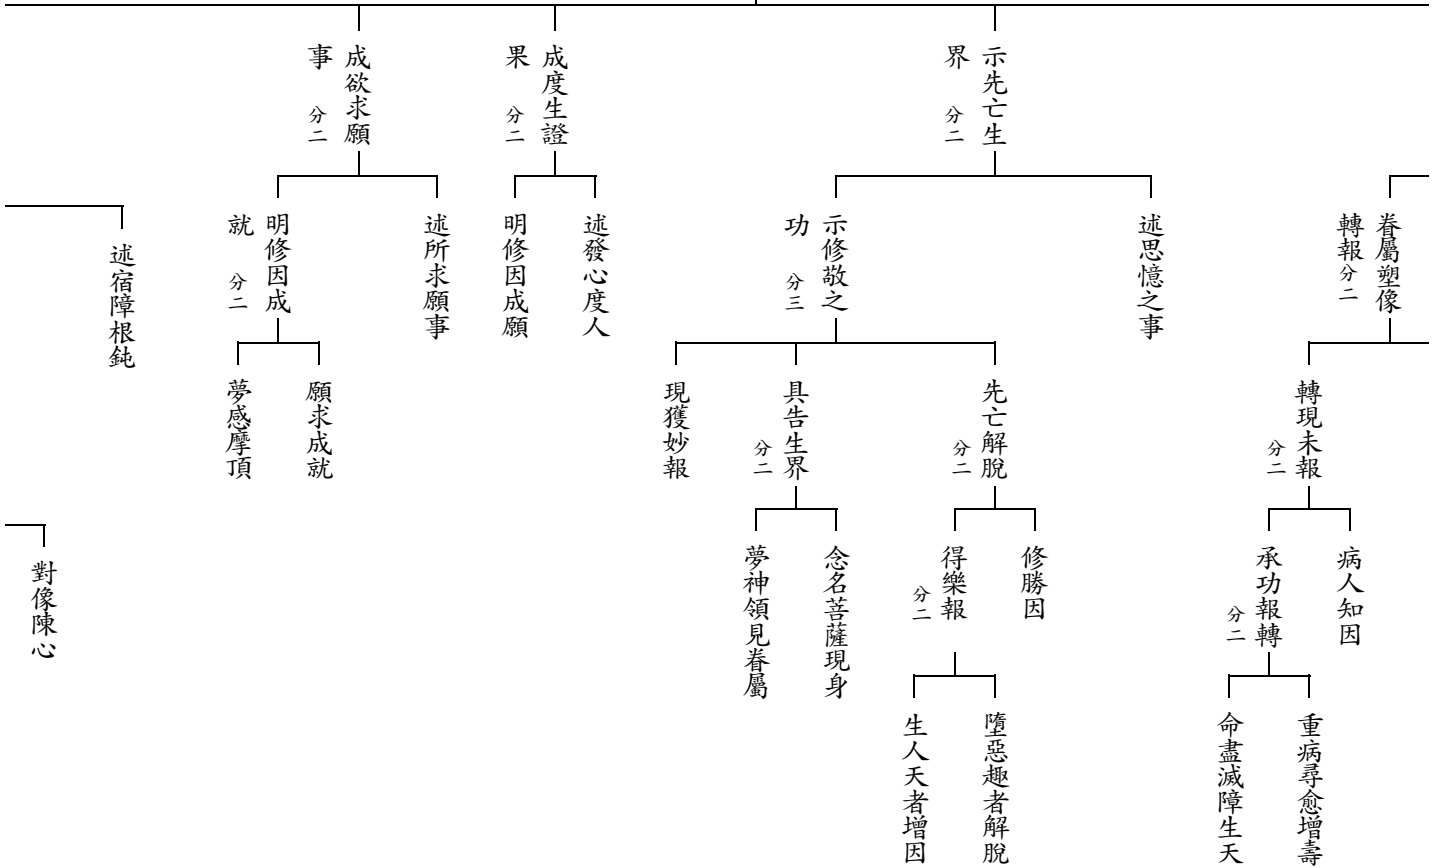 示先亡生
界 分二
成度生證
果 分二
成欲求願
事 分二
眷屬塑像
轉報 分二
述思憶之事
示修敬之
功 分三
述發心度人
明修因成願
述所求願事
明修因成
就 分二
述宿障根鈍
轉現未報
分二
先亡解脫
分二
具告生界
分二
現獲妙報
願求成就
夢感摩頂
病人知因
承功報轉
分二
修勝因
得樂報
分二
念名菩薩現身
夢神領見眷屬
對像陳心
重病尋愈增壽
命盡滅障生天
墮惡趣者解脫
生人天者增因